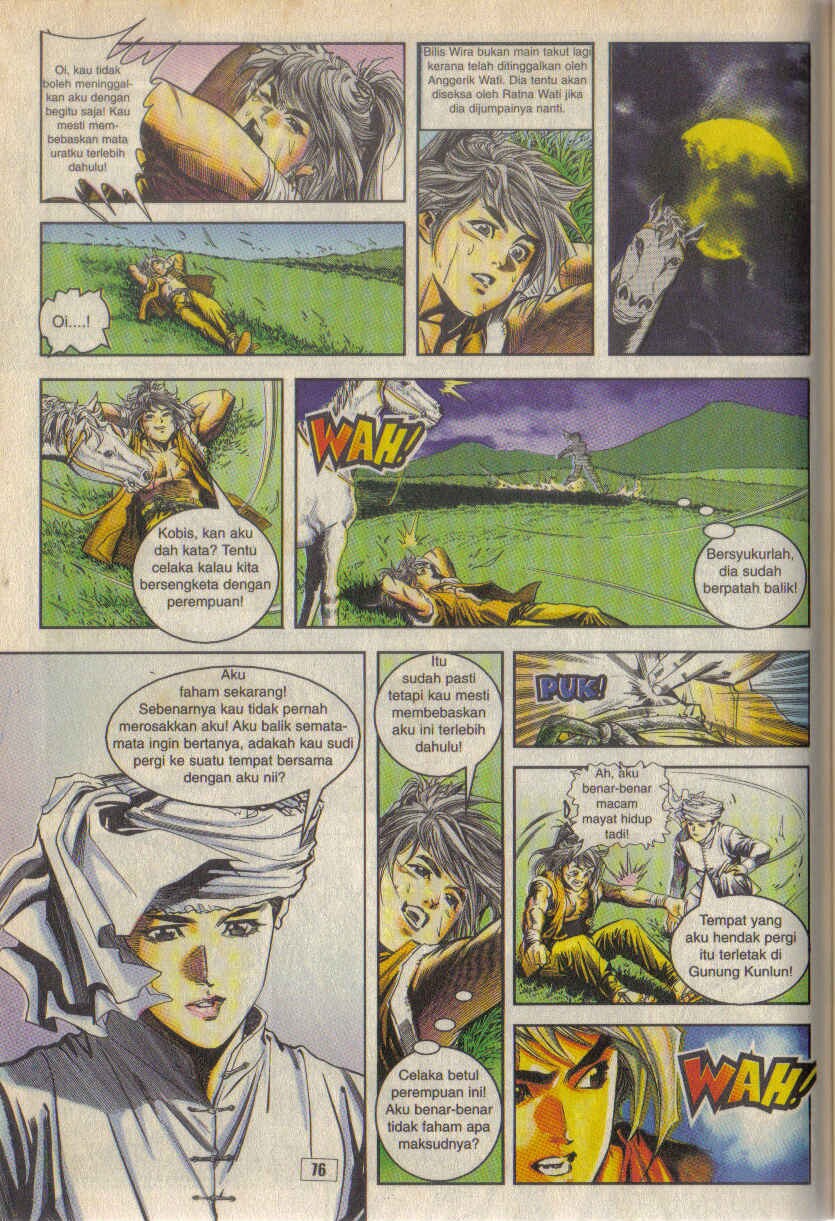 Oi, kau tidak
boleh meninggal-
kan aku dengan
begitu saja! Kau
mesti mem-
bebaskan mata
uratku terlebih
dahulu!
Oi....!
Bilis Wira bukan main takut lagi
kerana telah ditinggalkan oleh
Anggerik Wati. Dia tentu akan
diseksa oleh Ratna Wati jika
dia dijumpainya nanti.
Kobis, kan aku
dah kata? Tentu
celaka kalau kita
bersengketa dengan
perempuan!
WAH!
Bersyukurlah,
dia sudah
berpatah balik!
Aku
faham sekarang!
Sebenarnya kau tidak pernah
merosakkan aku! Aku balik semata-
mata ingin bertanya, adakah kau sudi
pergi ke suatu tempat bersama
dengan aku nii?
Itu
sudah pasti
tetapi kau mesti
membebaskan
aku ini terlebih
dahulu!
Celaka betul
perempuan ini!
Aku benar-benar
tidak faham apa
maksudnya?
PUK!
Ah, aku
benar-benar
macam
mayat hidup
tadi!
Tempat yang
aku hendak pergi
itu terletak di
Gunung Kunlun!
WAH!
76